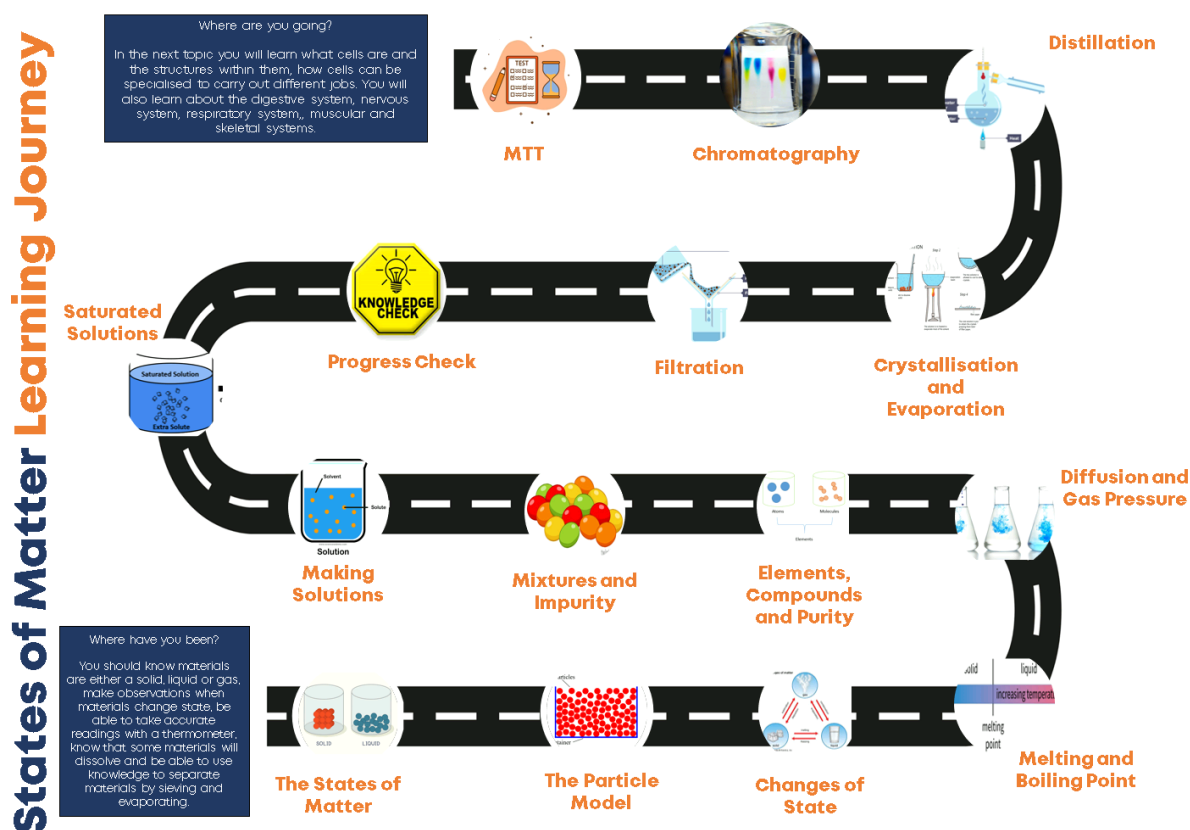 States of Matter Learning Journey
Where are you going?
In the next topic you will learn what cells are and
the structures within them, how cells can be
specialised to carry out different jobs. You will
also learn about the digestive system, nervous
system, respiratory system,, muscular and
skeletal systems.
TEST
MTT
Chromatography
Distillation
Heat
Saturated
Solutions
KNOWLEDGE
CHECK
Progress Check
Filtration
Crystallisation
and
Evaporation
Saturated Solution
Extra Solute
Solvent
Solute
Solution
Making
Solutions
Mixtures and
Impurity
Atoms
Molecules
Elements
Elements,
Compounds
and Purity
Diffusion and
Gas Pressure
Where have you been?
You should know materials
are either a solid, liquid or gas,
make observations when
materials change state, be
able to take accurate
readings with a thermometer,
know that some materials will
dissolve and be able to use
knowledge to separate
materials by sieving and
evaporating.
SOLID
LIQUID
The States of
Matter
The Particle
Model
Changes of
State
olid
liquid
increasing temperat
melting
point
Melting and
Boiling Point